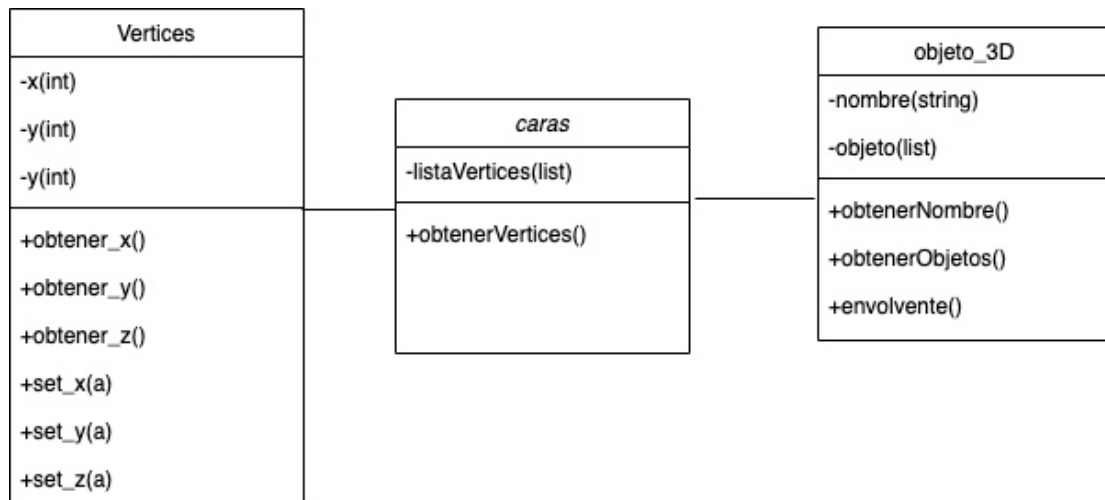 Vertices
-x(int)
-y(int)
-y(int)
+obtener_x()
+obtener_y()
+obtener_z()
+set_x(a)
+set_y(a)
+set_z(a)
caras
-listaVertices(list)
+obtenerVertices()
objeto_3D
-nombre(string)
-objeto(list)
+obtenerNombre()
+obtenerObjetos()
+envolvente()